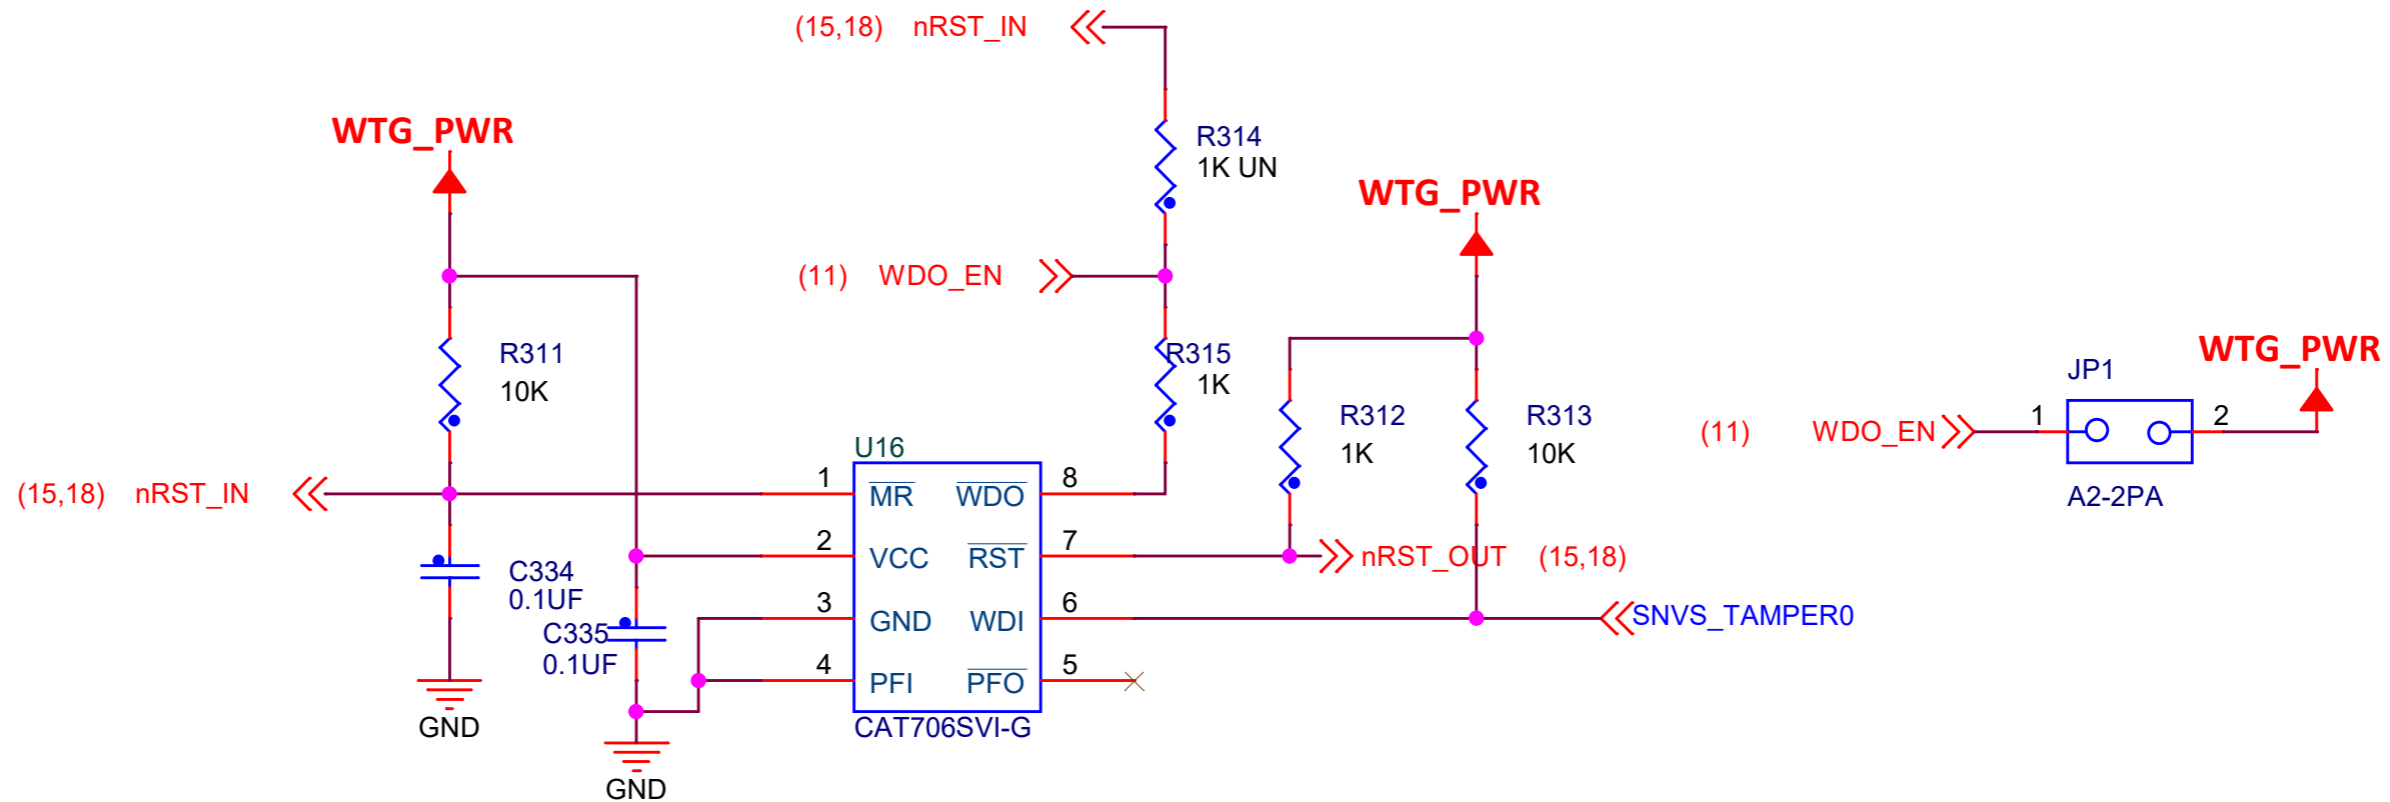 (15,18) nRST_IN
WTG_PWR
R314
1K UN
WTG_PWR
(11) WDO_EN
R311
10K
R315
1K
WTG_PWR
JP1
R312
1K
R313
10K
(11) WDO_EN
1
2
A2-2PA
U16
(15,18) nRST_IN
1 MR WDO 8
2 VCC RST 7
nRST_OUT (15,18)
C334
0.1UF
3 GND WDI 6
SNVS_TAMPER0
C335
0.1UF
4 PFI PFO 5
CAT706SVI-G
GND
GND